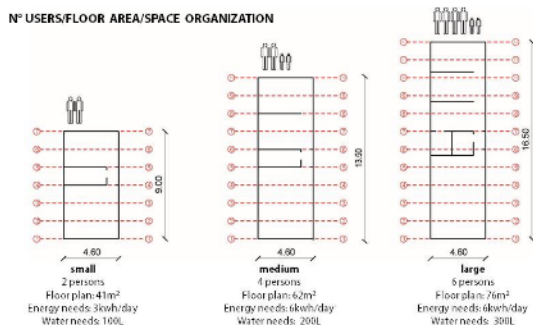 N° USERS/FLOOR AREA/SPACE ORGANIZATION
9.00
13.50
16.50
4.60
4.60
4.60
small
2 persons
Floor plan: 41m²
Energy needs: 3kwh/day
Water needs: 100L
medium
4 persons
Floor plan: 62m²
Energy needs: 6kwh/day
Water needs: 200L
large
6 persons
Floor plan: 76m²
Energy needs: 6kwh/day
Water needs: 300L